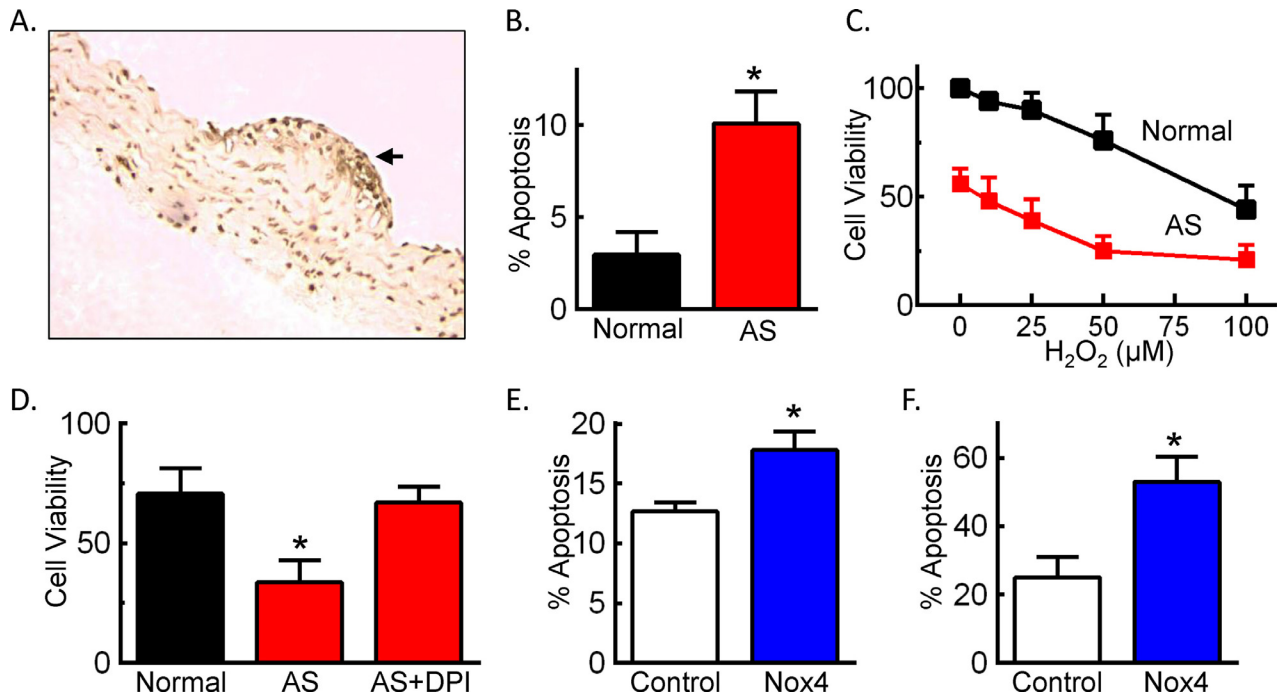 A.
B.
% Apoptosis
10
5
0
*
Normal
AS
C.
Cell Viability
100
50
0
Normal
AS
0
25
50
75
100
H₂O₂ (µM)
D.
Cell Viability
100
50
0
*
Normal
AS
AS+DPI
E.
% Apoptosis
20
15
10
5
0
*
Control
Nox4
F.
% Apoptosis
60
40
20
0
*
Control
Nox4